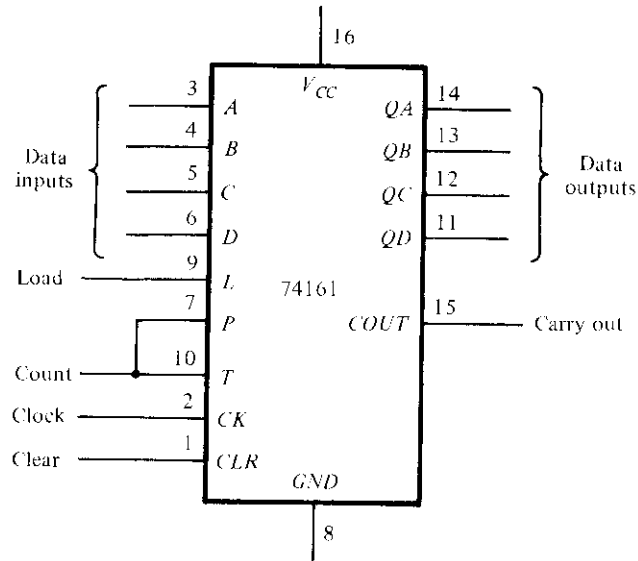 16
V_CC
3 A QA 14
4 B QB 13
Data inputs
5 C QC 12
Data outputs
6 D QD 11
Load 9 L
74161
7 P COUT 15 Carry out
Count 10 T
Clock 2 CK
Clear 1 CLR
GND
8